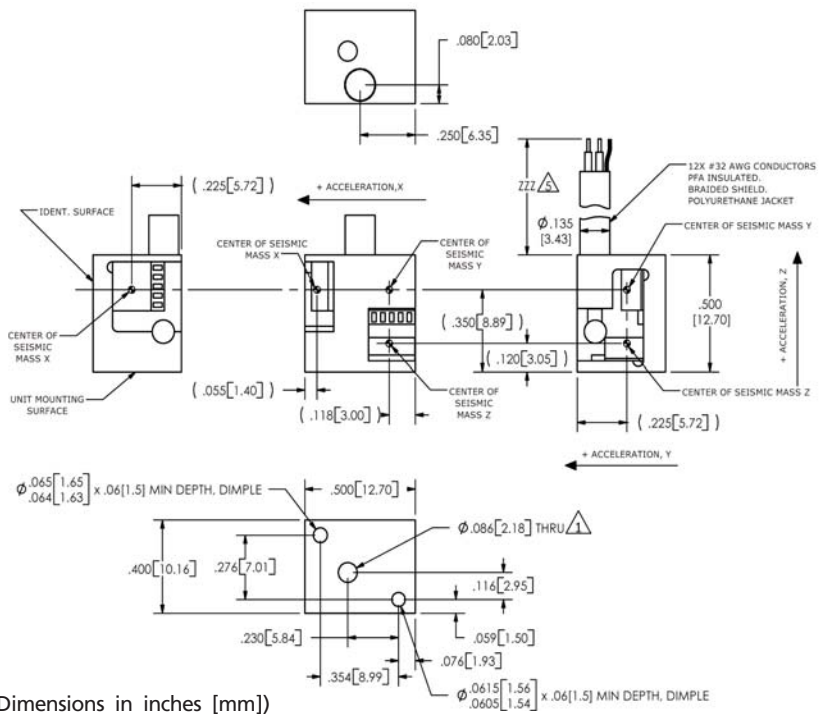 .080[2.03]
.250[6.35]
( .225[5.72] )
+ ACCELERATION,X
IDENT. SURFACE
CENTER OF SEISMIC
MASS X
CENTER OF
SEISMIC
MASS Y
ZZZ 5
12X #32 AWG CONDUCTORS
PFA INSULATED.
BRAIDED SHIELD.
POLYURETHANE JACKET
Ø.135
[3.43]
CENTER OF SEISMIC MASS Y
CENTER OF
SEISMIC
MASS X
UNIT MOUNTING
SURFACE
( .350[8.89] )
( .120[3.05] )
.500
[12.70]
+ ACCELERATION, Z
( .055[1.40] )
( .118[3.00] )
CENTER OF
SEISMIC
MASS Z
CENTER OF SEISMIC MASS Z
( .225[5.72] )
+ ACCELERATION, Y
Ø .065[1.65] .064[1.63] x .06[1.5] MIN DEPTH, DIMPLE
.500[12.70]
Ø.086[2.18] THRU 1
.400[10.16]
.276[7.01]
.116[2.95]
.230[5.84]
.059[1.50]
.076[1.93]
.354[8.99]
Ø .0615[1.56] .0605[1.54] x .06[1.5] MIN DEPTH, DIMPLE
Dimensions in inches [mm])